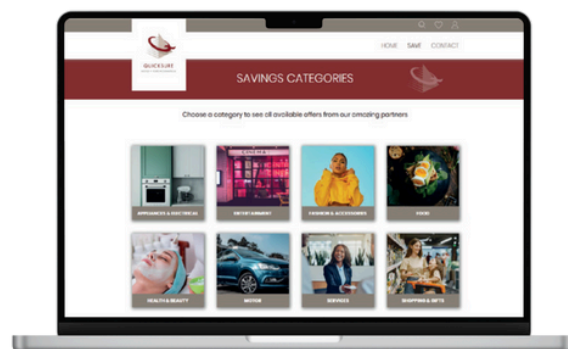 QUICKSURE
HOME SAVE CONTACT
SAVINGS CATEGORIES
Choose a category to see all available offers from our amazing partners
CINEMA
APPLIANCES & ELECTRICAL
ENTERTAINMENT
FASHION & ACCESSORIES
FOOD
HEALTH & BEAUTY
MOTOR
SERVICES
SHOPPING & GIFTS